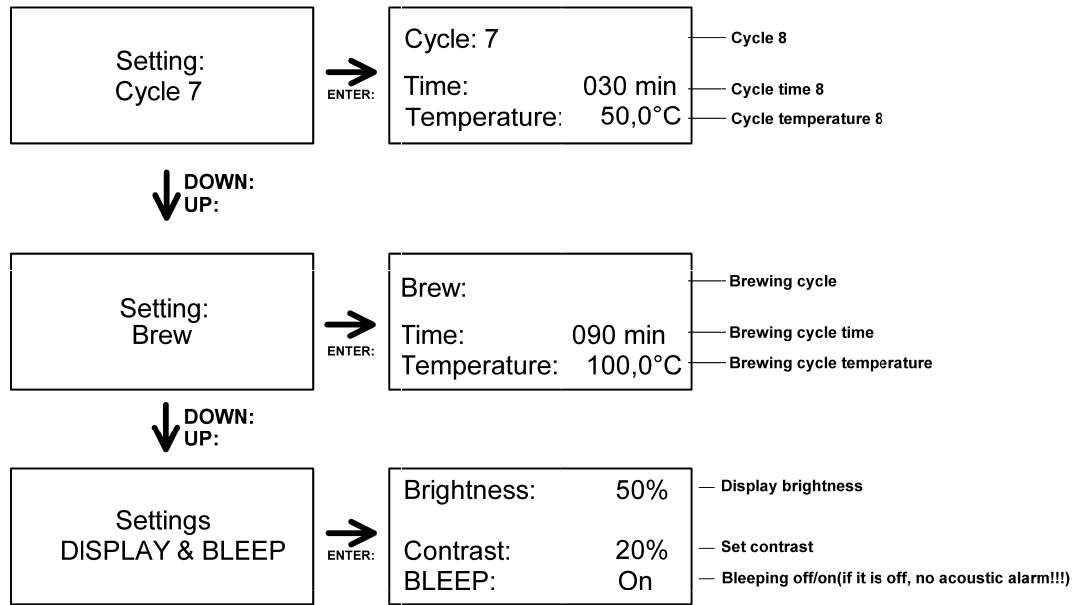 Setting:
Cycle 7
ENTER:
Cycle: 7
Time: 030 min
Temperature: 50,0°C
Cycle 8
Cycle time 8
Cycle temperature 8
DOWN:
UP:
Setting:
Brew
ENTER:
Brew:
Time: 090 min
Temperature: 100,0°C
Brewing cycle
Brewing cycle time
Brewing cycle temperature
DOWN:
UP:
Settings
DISPLAY & BLEEP
ENTER:
Brightness: 50%
Contrast: 20%
BLEEP: On
Display brightness
Set contrast
Bleeping off/on(if it is off, no acoustic alarm!!!)